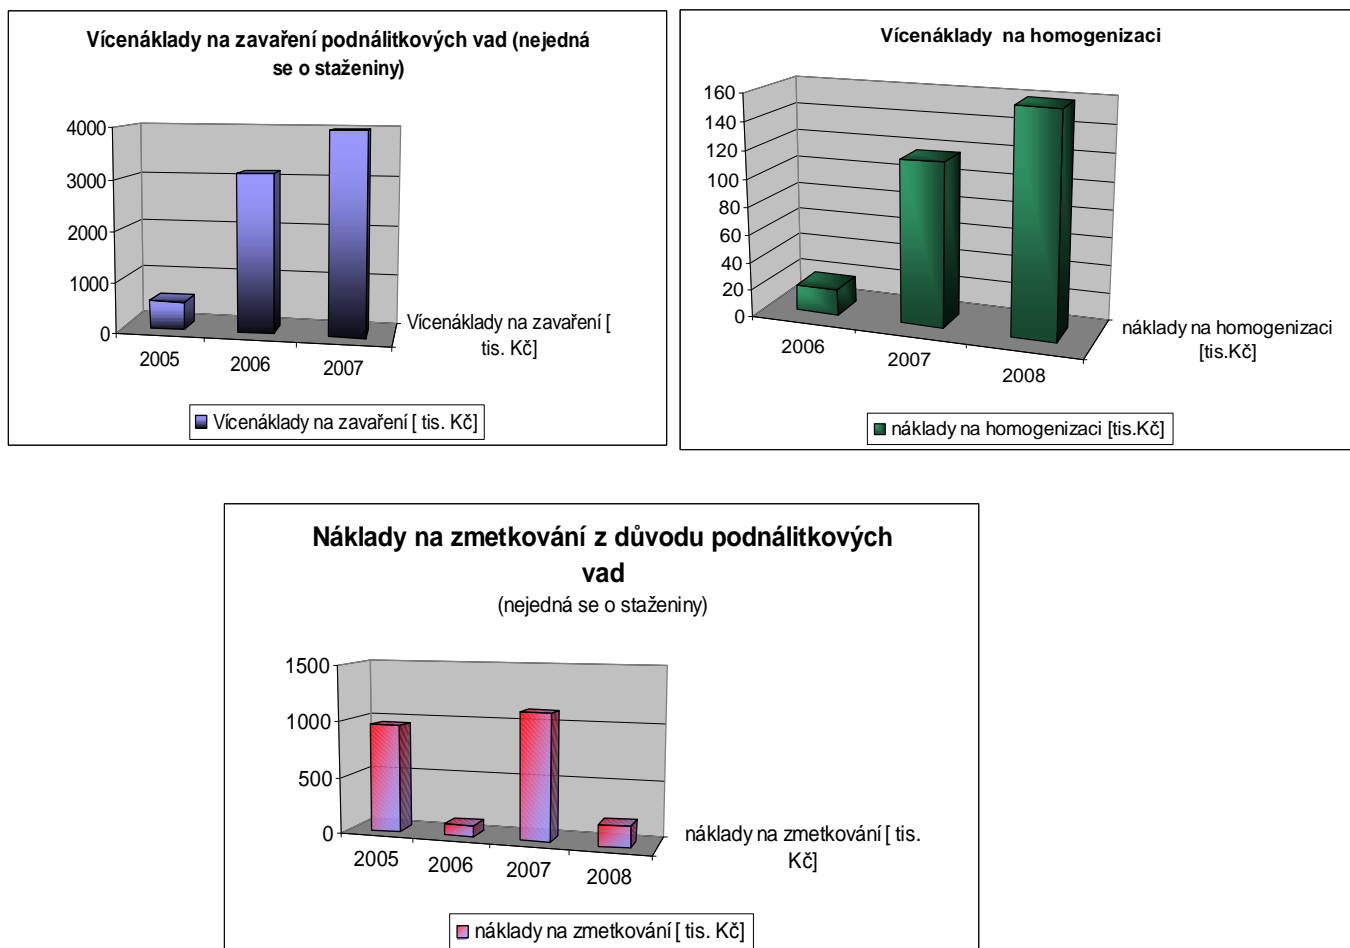 Vícenáklady na zavaření podnálitkových vad (nejedná
se o staženiny)
4000
3000
2000
1000
0
2005
2006
2007
Vícenáklady na zavaření [
tis. Kč]
Vícenáklady na zavaření [ tis. Kč]
Vícenáklady na homogenizaci
160
140
120
100
80
60
40
20
0
2006
2007
2008
náklady na homogenizaci
[tis.Kč]
náklady na homogenizaci [tis.Kč]
Náklady na zmetkování z důvodu podnálitkových
vad
(nejedná se o staženiny)
1500
1000
500
0
2005
2006
2007
2008
náklady na zmetkování [ tis.
Kč]
náklady na zmetkování [ tis. Kč]